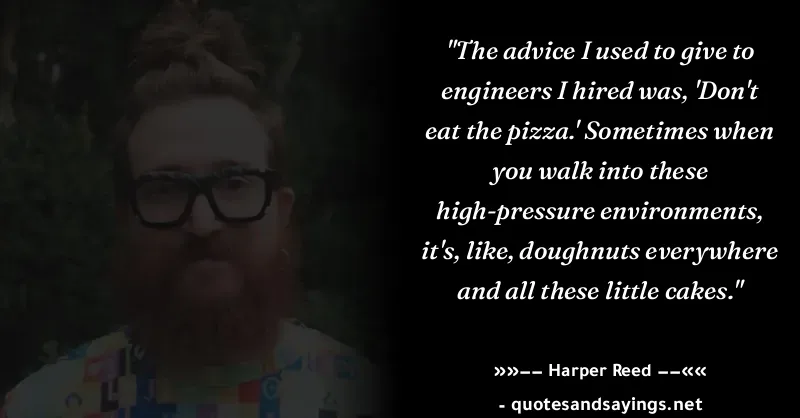 "The advice I used to give to
engineers I hired was, 'Don't
eat the pizza.' Sometimes when
you walk into these
high-pressure environments,
it's, like, doughnuts everywhere
and all these little cakes."
»»−− Harper Reed −−««
- quotesandsayings.net